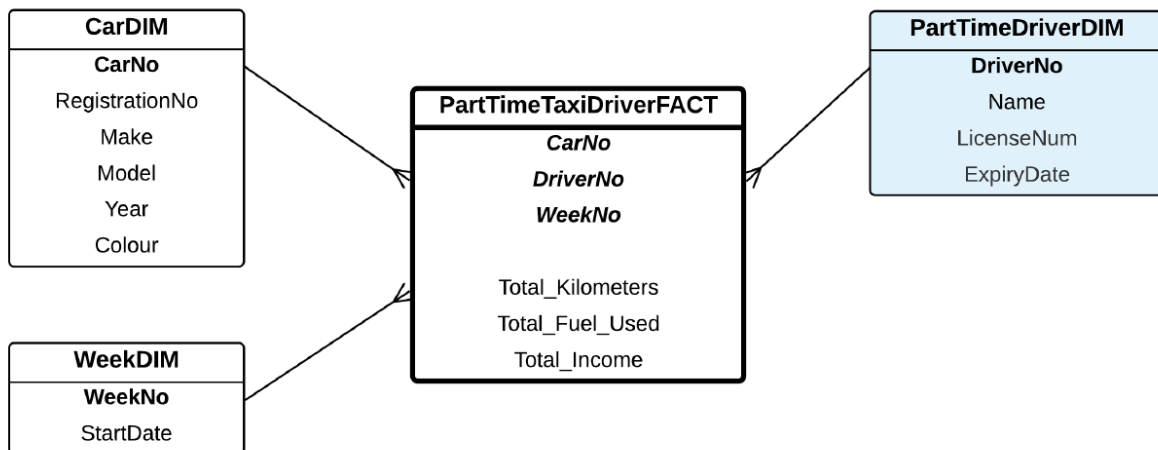 CarDIM
CarNo
RegistrationNo
Make
Model
Year
Colour
WeekDIM
WeekNo
StartDate
PartTimeTaxiDriverFACT
CarNo
DriverNo
WeekNo
Total_Kilometers
Total_Fuel_Used
Total_Income
PartTimeDriverDIM
DriverNo
Name
LicenseNum
ExpiryDate